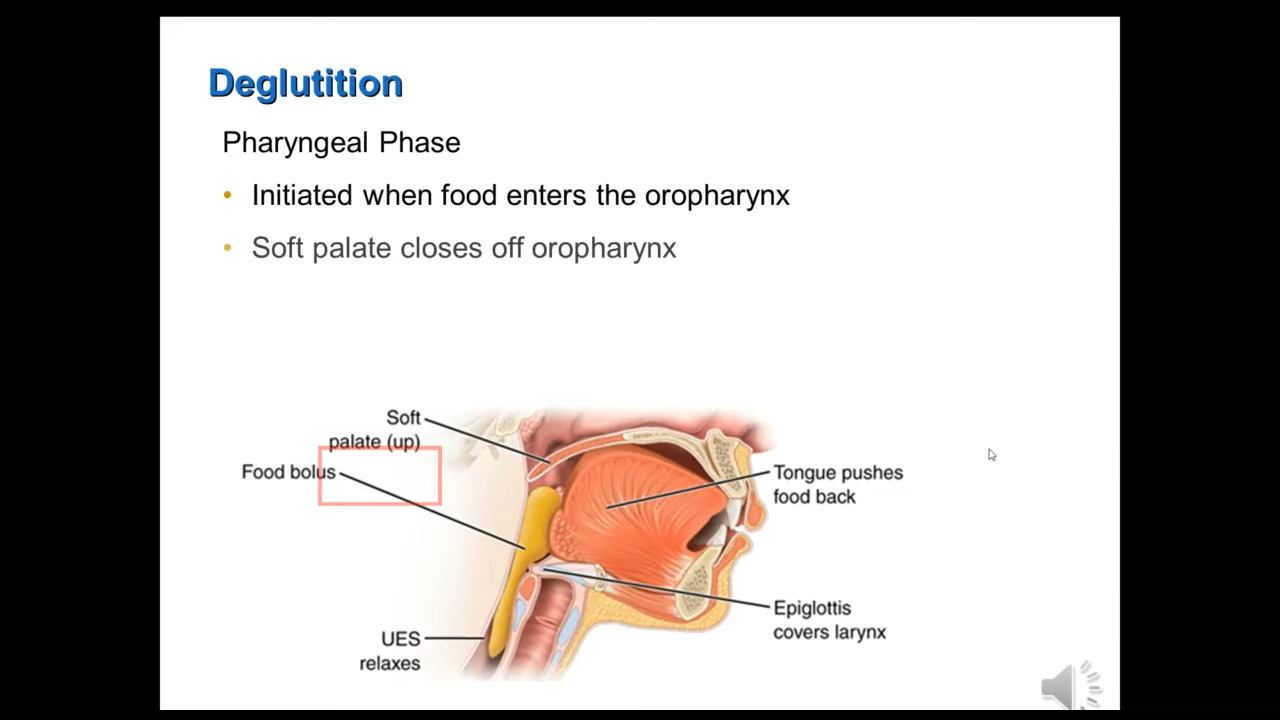 Deglutition
Pharyngeal Phase
• Initiated when food enters the oropharynx
• Soft palate closes off oropharynx
Soft
palate (up)
Food bolus
Tongue pushes
food back
Epiglottis
covers larynx
UES
relaxes